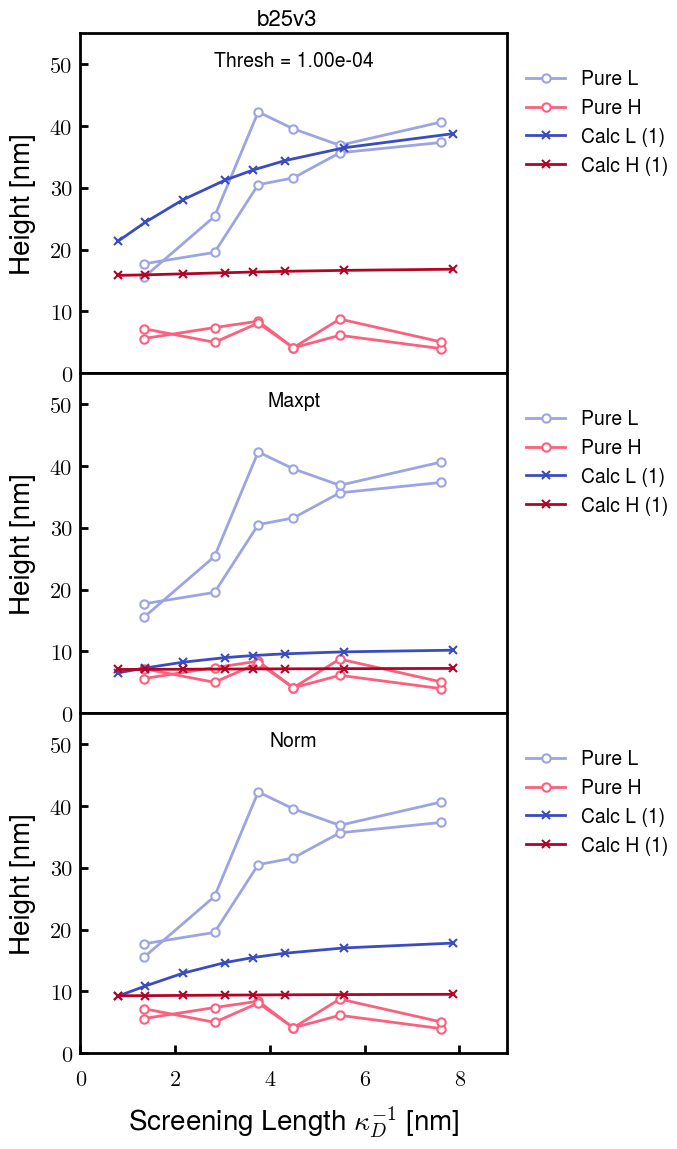 b25v3
Thresh = 1.00e-04
50
40
30
20
10
0
Height [nm]
Pure L
Pure H
Calc L (1)
Calc H (1)
Maxpt
50
40
30
20
10
0
Height [nm]
Pure L
Pure H
Calc L (1)
Calc H (1)
Norm
50
40
30
20
10
0
Height [nm]
Pure L
Pure H
Calc L (1)
Calc H (1)
0 2 4 6 8
Screening Length κ_D^{-1} [nm]